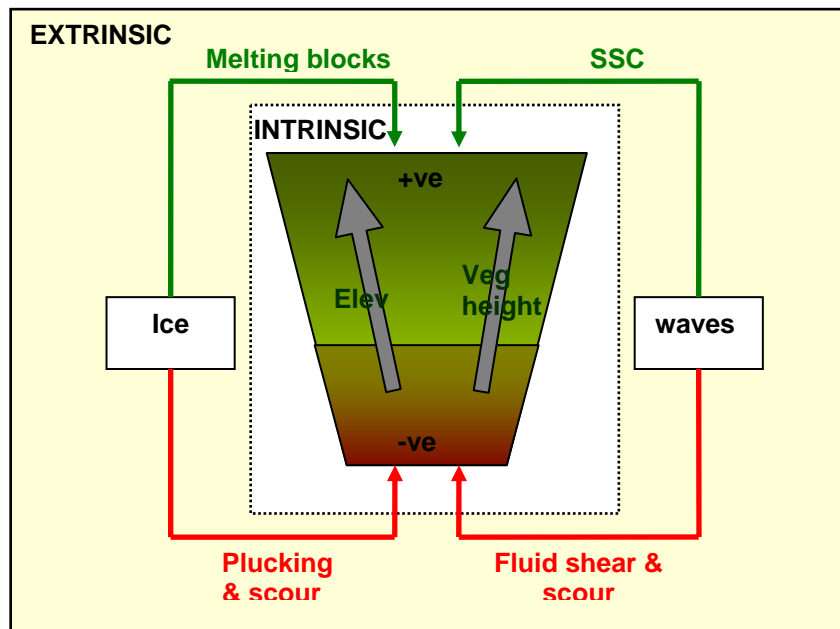 EXTRINSIC
Melting blocks
SSC
INTRINSIC
+ve
Elev
Veg
height
Ice
waves
-ve
Plucking
& scour
Fluid shear &
scour